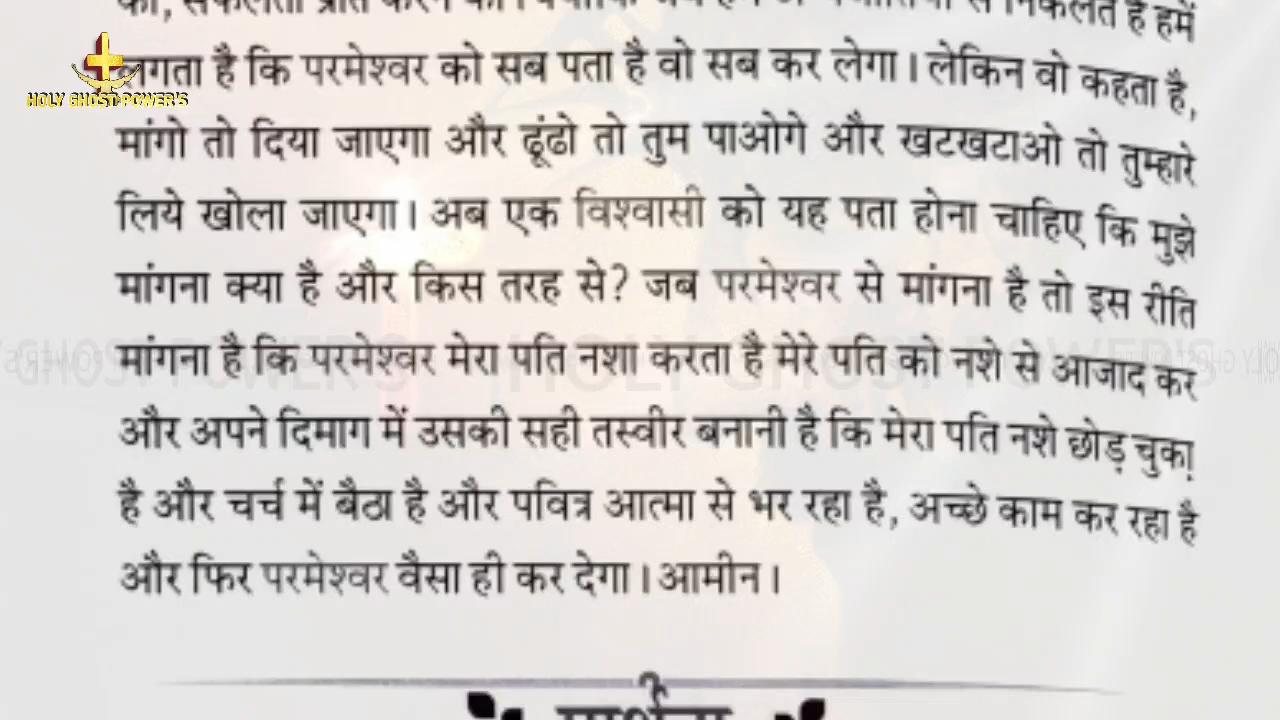 HOLY GHOST POWER'S
लगता है कि परमेश्वर को सब पता है वो सब कर लेगा। लेकिन वो कहता है,
मांगो तो दिया जाएगा और ढूंढो तो तुम पाओगे और खटखटाओ तो तुम्हारे
लिये खोला जाएगा। अब एक विश्वासी को यह पता होना चाहिए कि मुझे
मांगना क्या है और किस तरह से? जब परमेश्वर से मांगना है तो इस रीति
मांगना है कि परमेश्वर मेरा पति नशा करता है मेरे पति को नशे से आजाद कर
और अपने दिमाग में उसकी सही तस्वीर बनानी है कि मेरा पति नशे छोड़ चुका
है और चर्च में बैठा है और पवित्र आत्मा से भर रहा है, अच्छे काम कर रहा है
और फिर परमेश्वर वैसा ही कर देगा। आमीन।